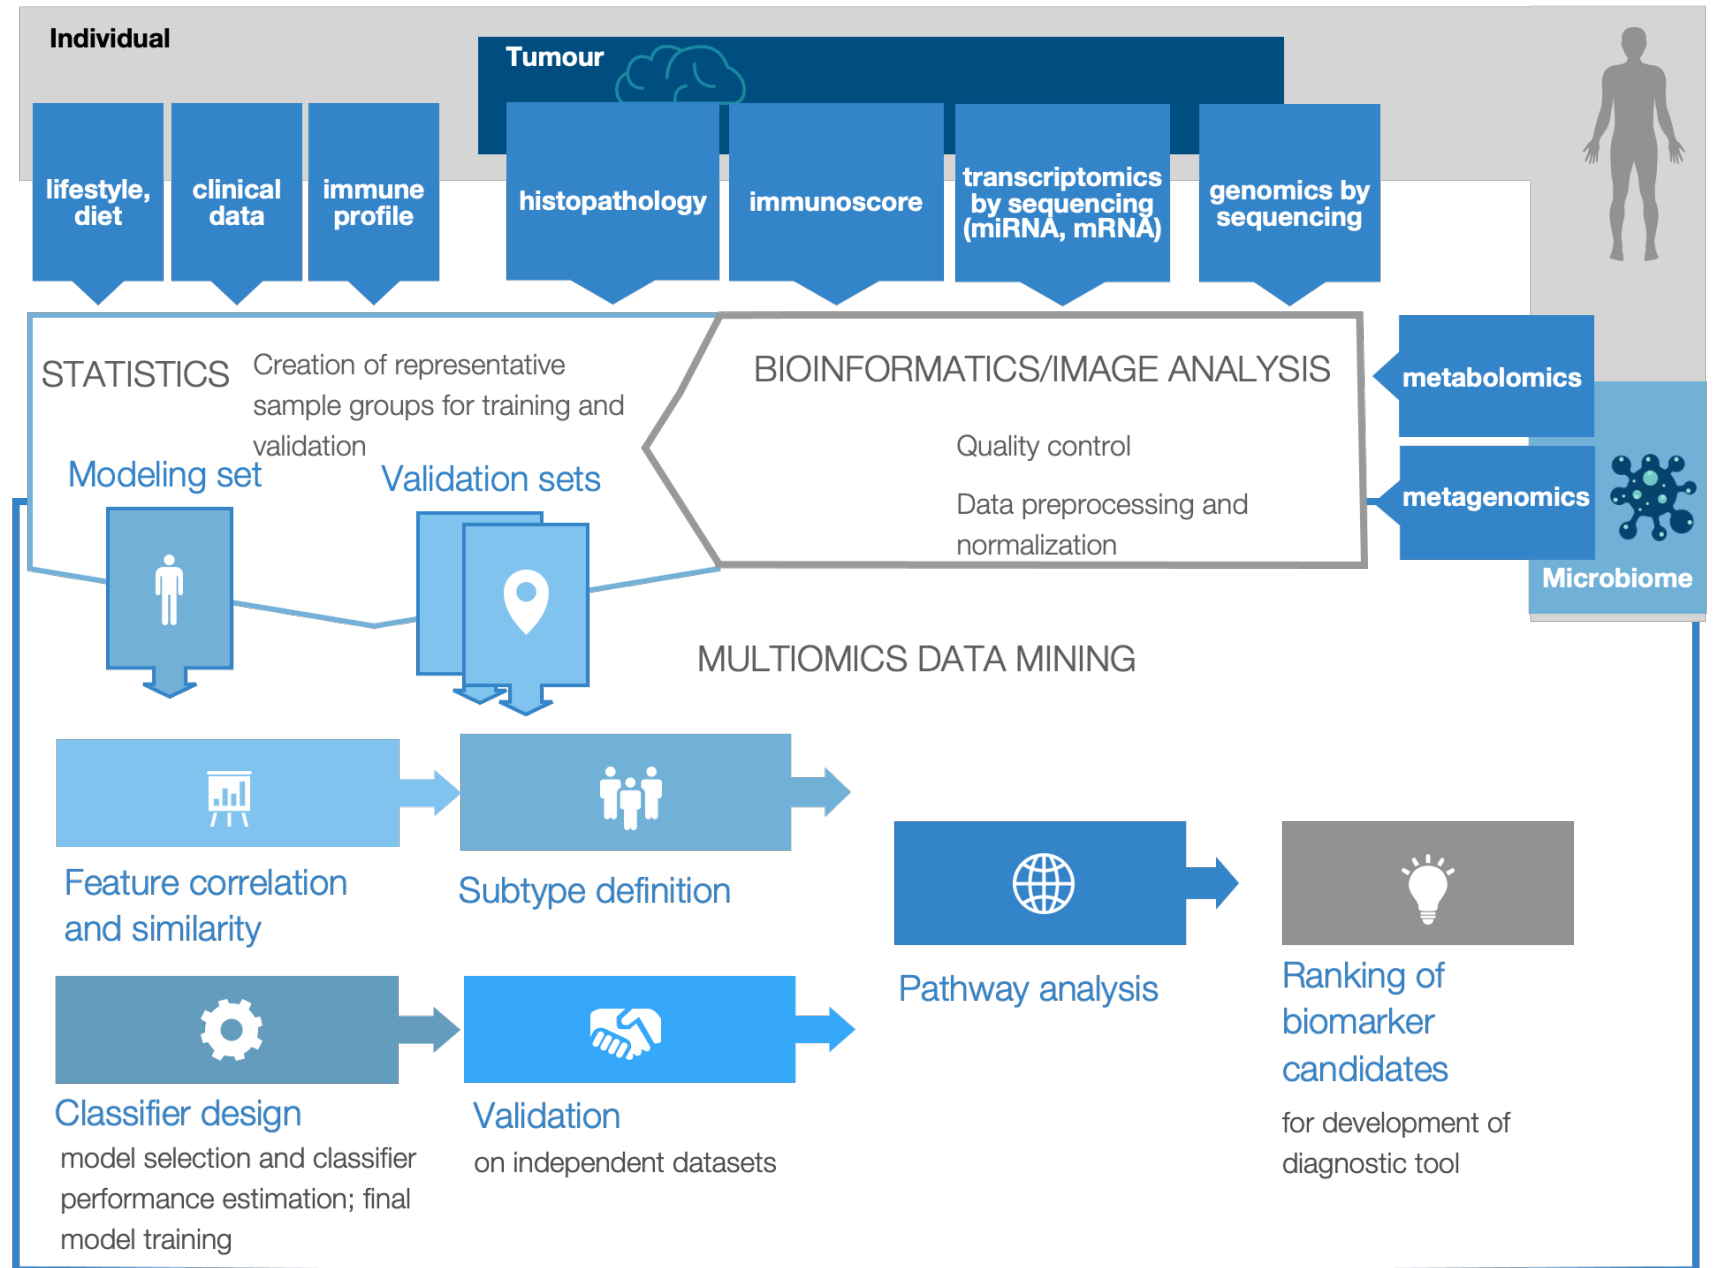 Individual
Tumour
lifestyle,
diet
clinical
data
immune
profile
histopathology
immunoscore
transcriptomics
by sequencing
(miRNA, mRNA)
genomics by
sequencing
STATISTICS
Creation of representative
sample groups for training and
validation
Modeling set
Validation sets
BIOINFORMATICS/IMAGE ANALYSIS
Quality control
Data preprocessing and
normalization
metabolomics
metagenomics
Microbiome
MULTIOMICS DATA MINING
Feature correlation
and similarity
Subtype definition
Classifier design
model selection and classifier
performance estimation; final
model training
Validation
on independent datasets
Pathway analysis
Ranking of
biomarker
candidates
for development of
diagnostic tool